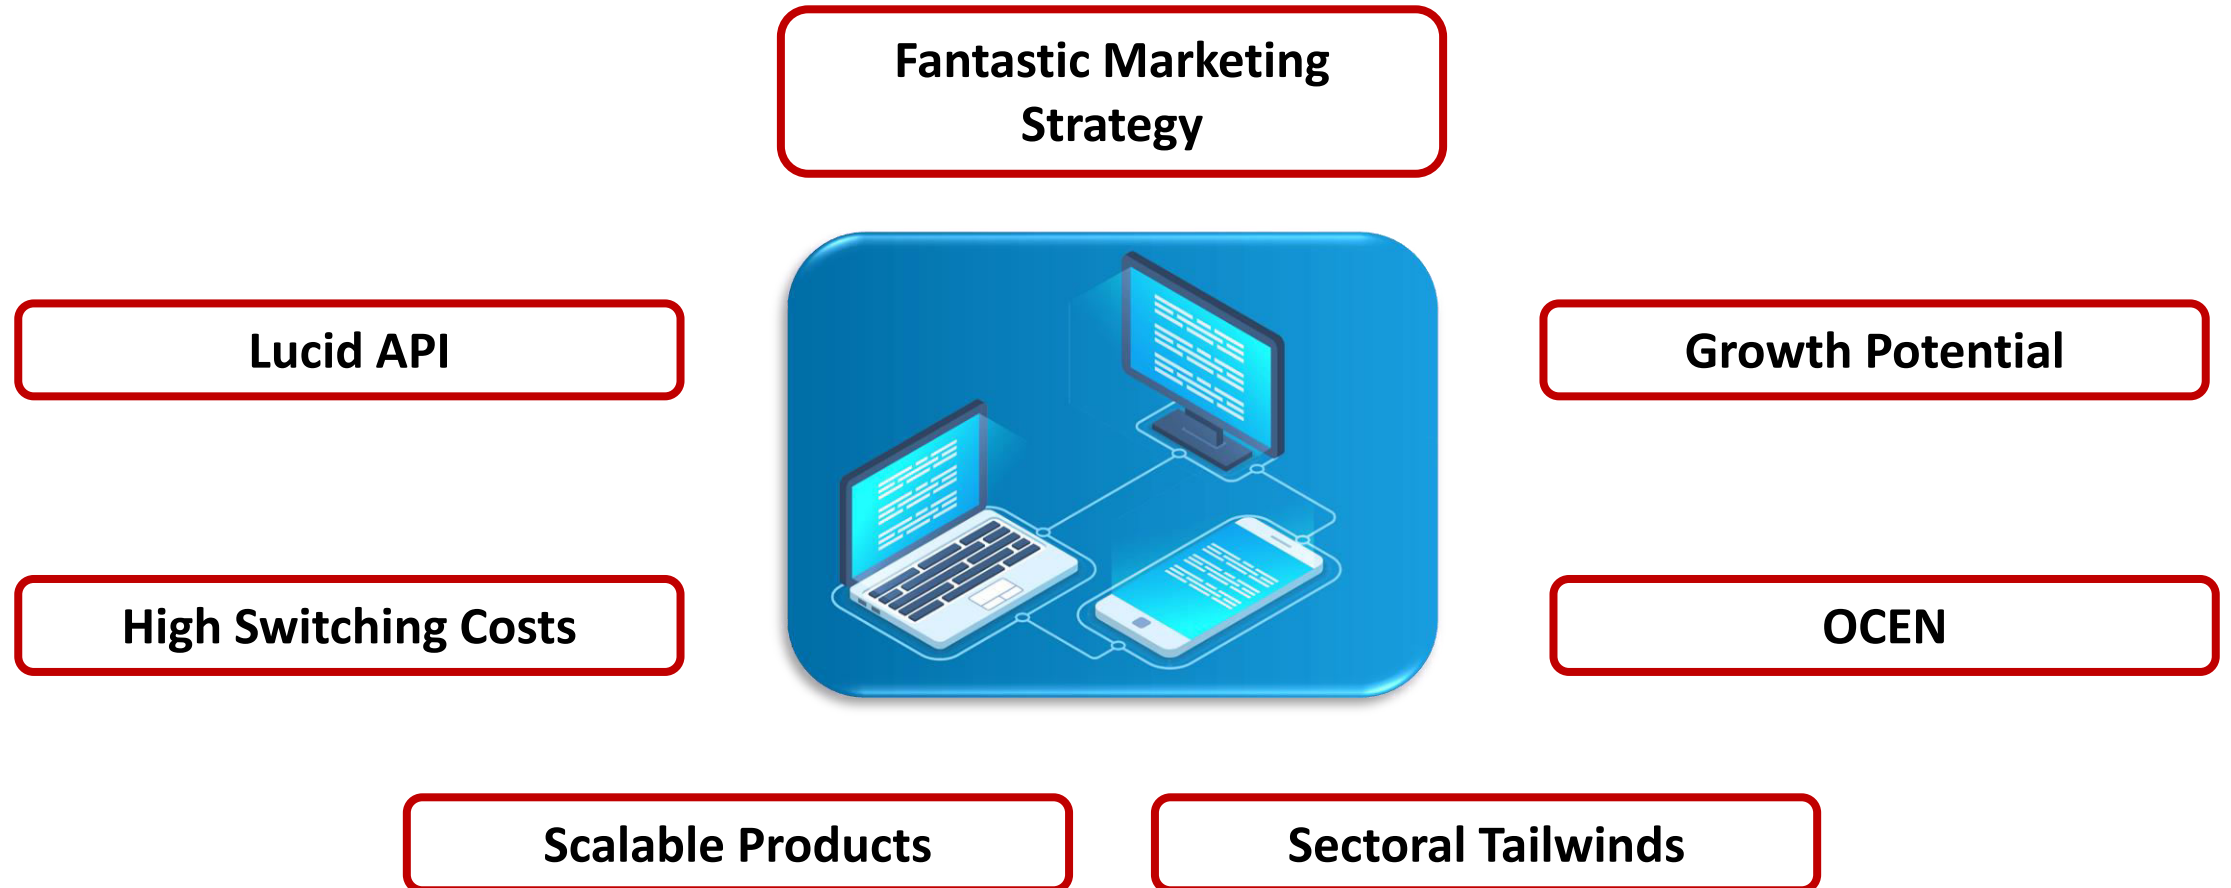 Fantastic Marketing
Strategy
Lucid API
Growth Potential
High Switching Costs
OCEN
Scalable Products
Sectoral Tailwinds